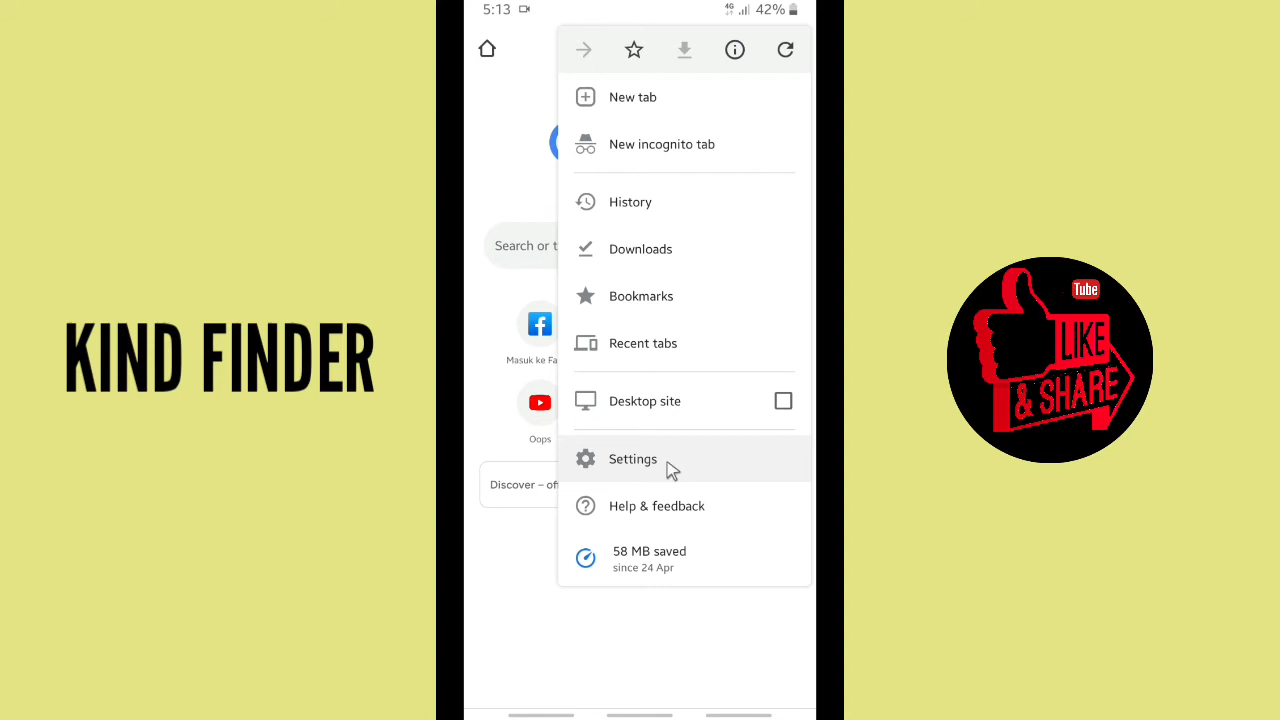 5:13
4G
42%
New tab
New incognito tab
History
Downloads
Search or t
Bookmarks
Recent tabs
Masuk ke Fa
Desktop site
Oops
Settings
Discover – of
Help & feedback
58 MB saved
since 24 Apr
KIND FINDER
Tube
LIKE
& SHARE